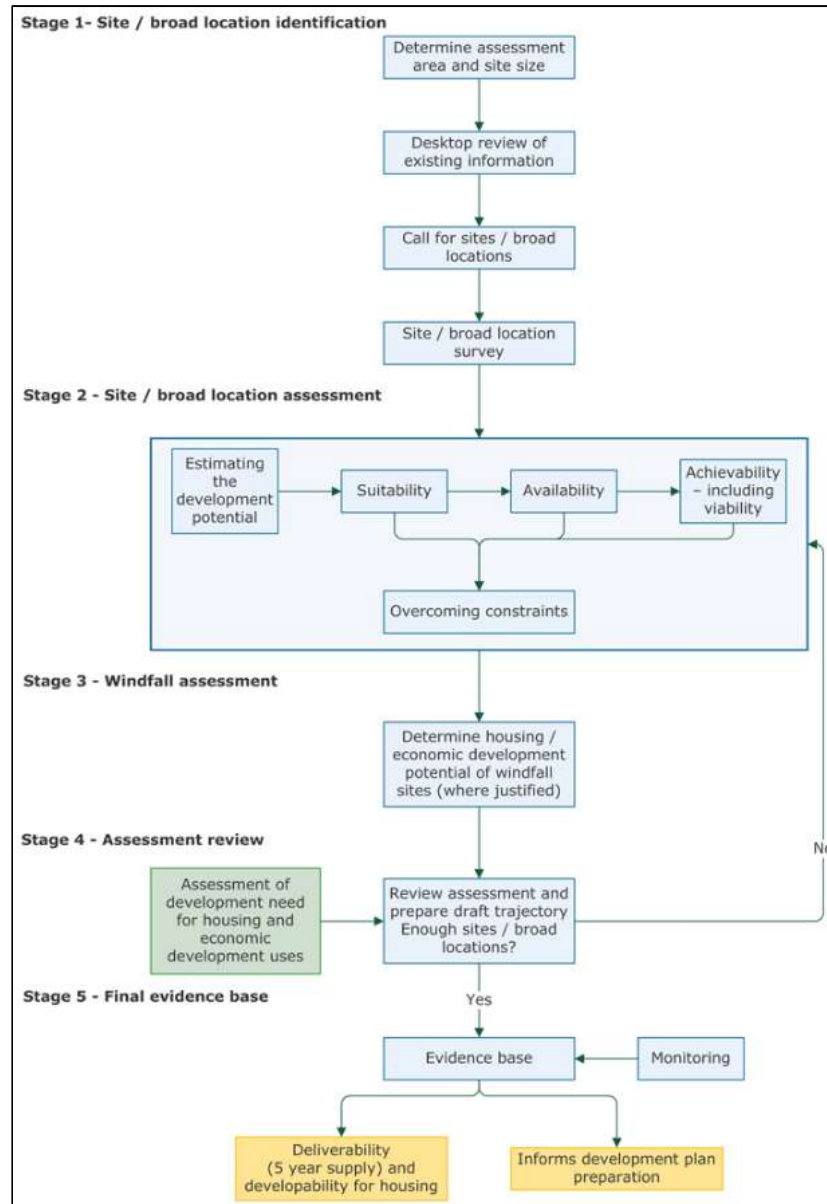 Stage 1- Site / broad location identification
Determine assessment
area and site size
Desktop review of
existing information
Call for sites / broad
locations
Site / broad location
survey
Stage 2 - Site / broad location assessment
Estimating
the
development
potential
Suitability
Availability
Achievability
– including
viability
Overcoming constraints
Stage 3 - Windfall assessment
Determine housing /
economic development
potential of windfall
sites (where justified)
Stage 4 - Assessment review
No
Assessment of
development need
for housing and
economic
development uses
Review assessment and
prepare draft trajectory
Enough sites / broad
locations?
Stage 5 - Final evidence base
Yes
Evidence base
Monitoring
Deliverability
(5 year supply) and
developability for housing
Informs development plan
preparation